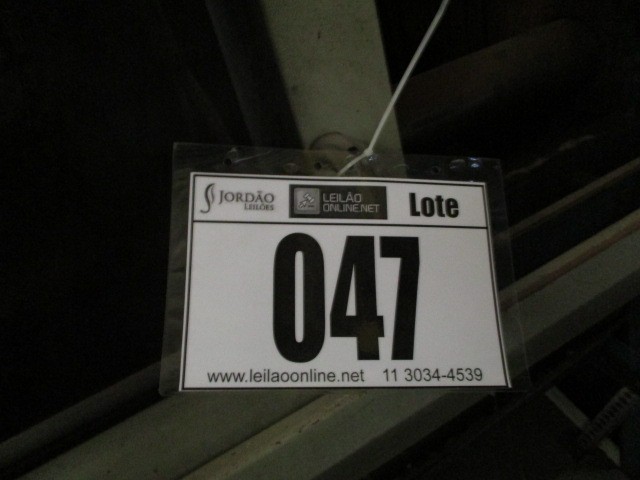 JORDÃO LEILÕES LEILÃO ONLINE.NET Lote
047
www.leilaoonline.net 11 3034-4539